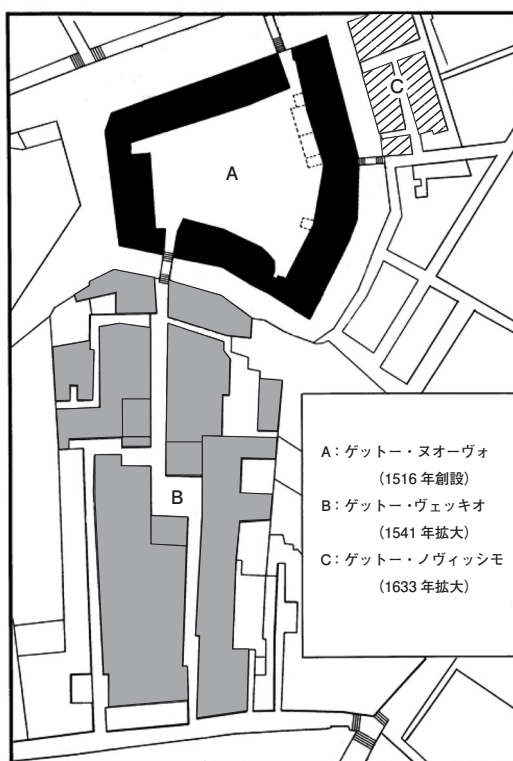 A
C
B
A：ゲットー・ヌオーヴォ
（1516 年創設）
B：ゲットー・ヴェッキオ
（1541 年拡大）
C：ゲットー・ノヴィッシモ
（1633 年拡大）